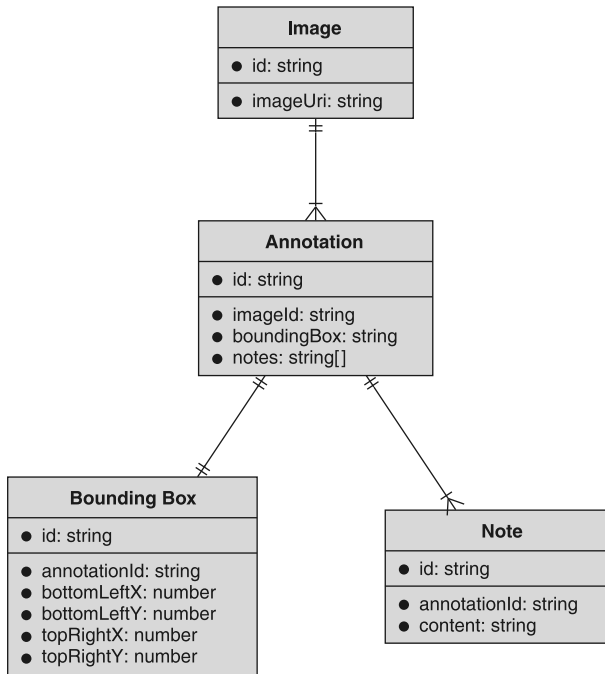 Image
● id: string
● imageUri: string
Annotation
● id: string
● imageId: string
● boundingBox: string
● notes: string[]
Bounding Box
● id: string
● annotationId: string
● bottomLeftX: number
● bottomLeftY: number
● topRightX: number
● topRightY: number
Note
● id: string
● annotationId: string
● content: string